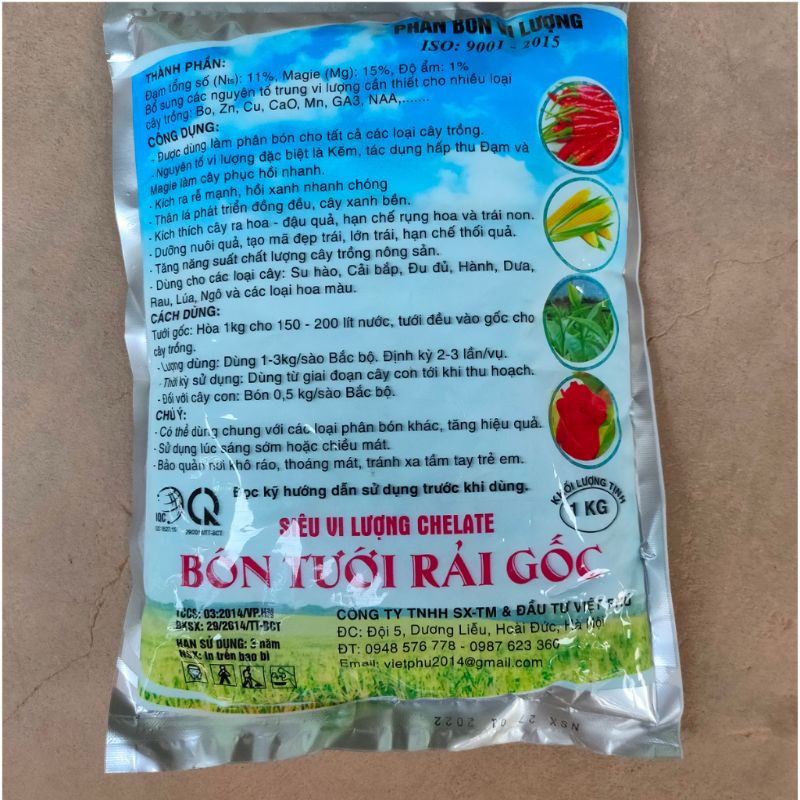 PHÂN BÓN VI LƯỢNG
ISO: 9001 - 2015
THÀNH PHẦN:
Đạm tổng số (Nts): 11%, Magie (Mg): 15%, Độ ẩm: 1%
Bổ sung các nguyên tố trung vi lượng cần thiết cho nhiều loại
cây trồng: Bo, Zn, Cu, CaO, Mn, GA3, NAA,.......
CÔNG DỤNG:
- Được dùng làm phân bón cho tất cả các loại cây trồng.
- Nguyên tố vi lượng đặc biệt là Kẽm, tác dụng hấp thu Đạm và
Magie làm cây phục hồi nhanh.
- Kích ra rễ mạnh, hồi xanh nhanh chóng
- Thân lá phát triển đồng đều, cây xanh bền.
- Kích thích cây ra hoa - đậu quả, hạn chế rụng hoa và trái non.
- Dưỡng nuôi quả, tạo mã đẹp trái, lớn trái, hạn chế thối quả.
- Tăng năng suất chất lượng cây trồng nông sản.
- Dùng cho các loại cây: Su hào, Cải bắp, Đu đủ, Hành, Dưa,
Rau, Lúa, Ngô và các loại hoa màu.
CÁCH DÙNG:
Tưới gốc: Hòa 1kg cho 150 - 200 lít nước, tưới đều vào gốc cho
cây trồng.
- Lượng dùng: Dùng 1-3kg/sào Bắc bộ. Định kỳ 2-3 lần/vụ.
- Thời kỳ sử dụng: Dùng từ giai đoạn cây con tới khi thu hoạch.
- Đối với cây con: Bón 0,5 kg/sào Bắc bộ.
CHÚ Ý:
- Có thể dùng chung với các loại phân bón khác, tăng hiệu quả.
- Sử dụng lúc sáng sớm hoặc chiều mát.
- Bảo quản nơi khô ráo, thoáng mát, tránh xa tầm tay trẻ em.
Đọc kỹ hướng dẫn sử dụng trước khi dùng.
KHỐI LƯỢNG TỊNH
1 KG
SIÊU VI LƯỢNG CHELATE
BÓN TƯỚI RẢI GỐC
TCCS: 03:2014/VP.HN
ĐKSX: 29/2014/TT-BCT
HẠN SỬ DỤNG: 3 năm
NSX: In trên bao bì
CÔNG TY TNHH SX-TM & ĐẦU TƯ VIỆT PHÚ
ĐC: Đội 5, Dương Liễu, Hoài Đức, Hà Nội
ĐT: 0948 576 778 - 0987 623 360
Email: vietphu2014@gmail.com
NSX 27 01 2022